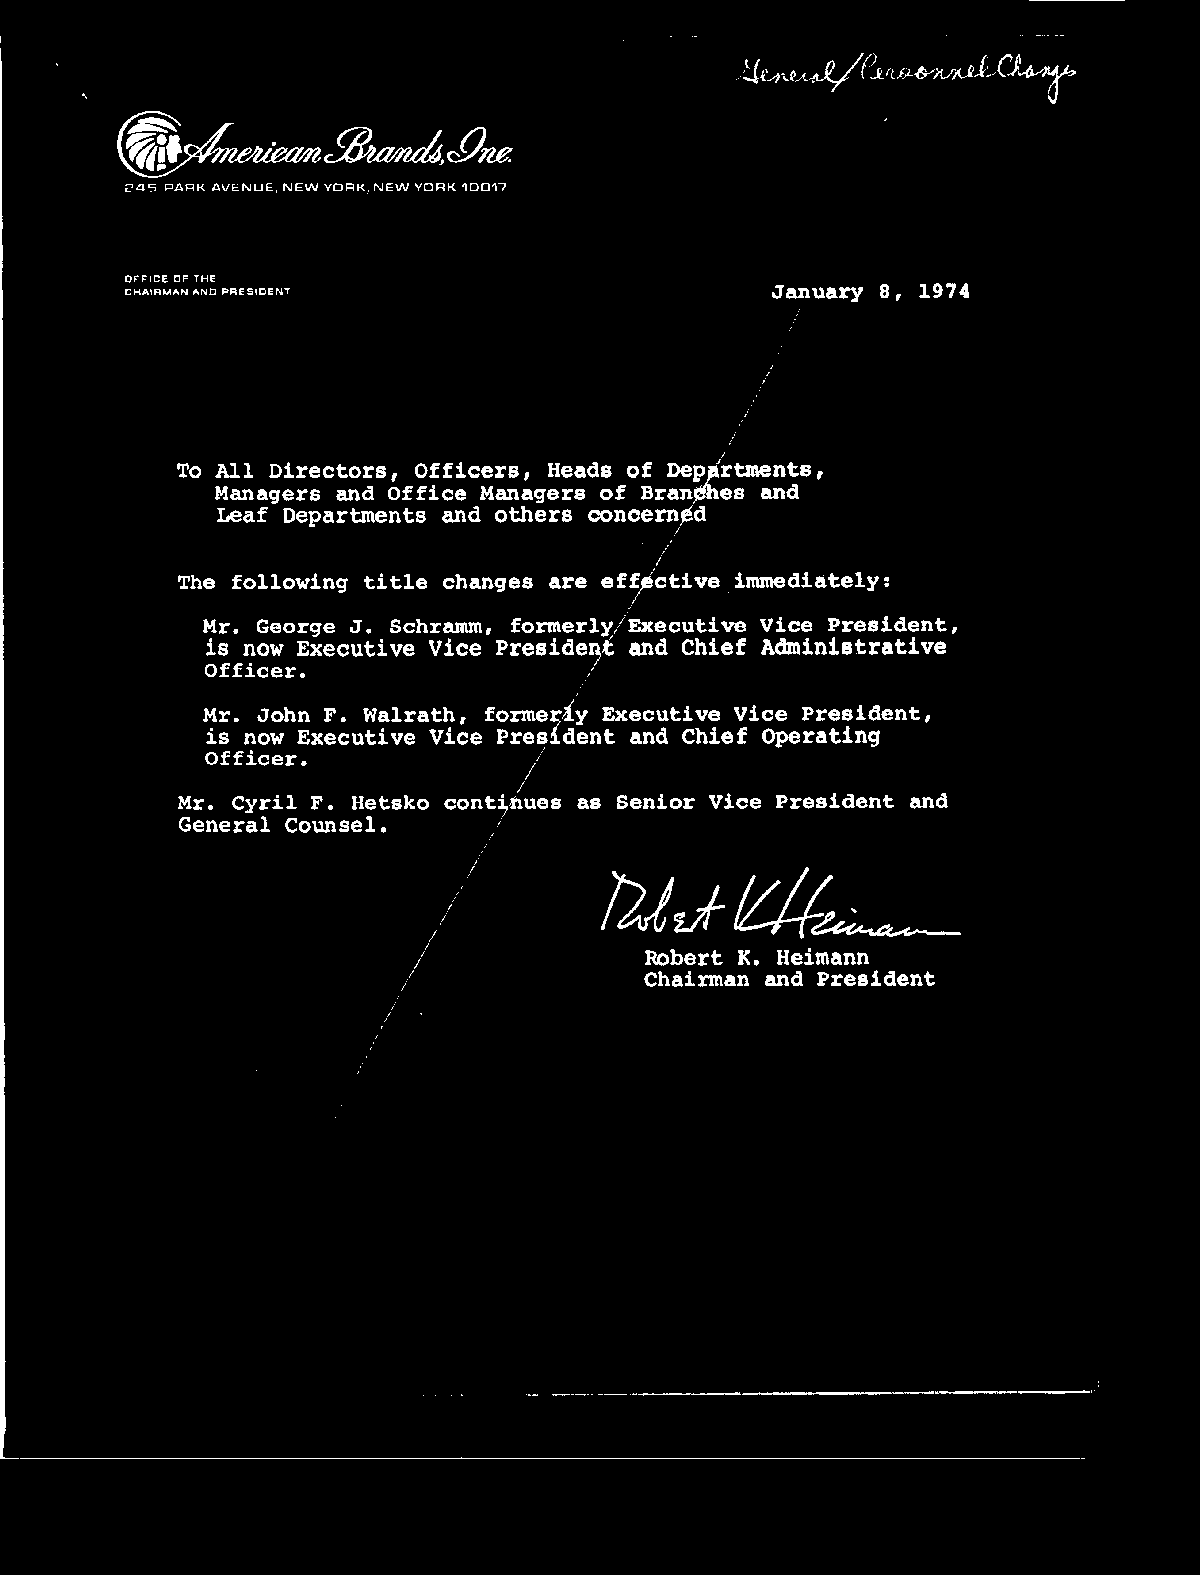 General/Personnel Changes
American Brands, Inc.
245 PARK AVENUE, NEW YORK, NEW YORK 10017
OFFICE OF THE
CHAIRMAN AND PRESIDENT
January 8, 1974
To All Directors, Officers, Heads of Departments,
Managers and Office Managers of Branches and
Leaf Departments and others concerned
The following title changes are effective immediately:
Mr. George J. Schramm, formerly Executive Vice President,
is now Executive Vice President and Chief Administrative
Officer.
Mr. John F. Walrath, formerly Executive Vice President,
is now Executive Vice President and Chief Operating
Officer.
Mr. Cyril F. Hetsko continues as Senior Vice President and
General Counsel.
Robert K Heimann
Robert K. Heimann
Chairman and President